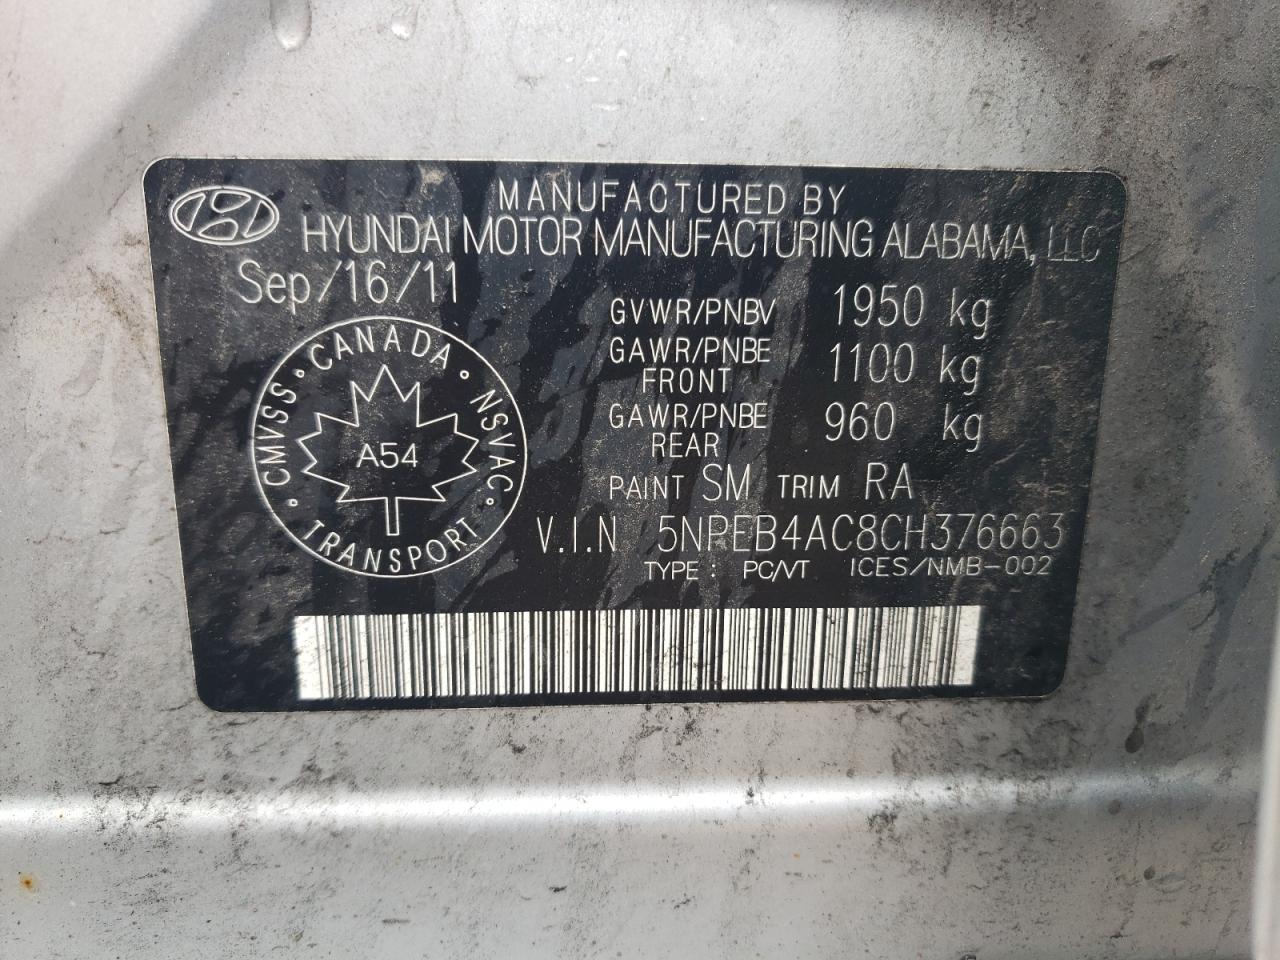 MANUFACTURED BY
HYUNDAI MOTOR MANUFACTURING ALABAMA, LLC
Sep/16/11
GVWR/PNBV 1950 kg
GAWR/PNBE FRONT 1100 kg
GAWR/PNBE REAR 960 kg
PAINT SM TRIM RA
V.I.N 5NPEB4AC8CH376663
TYPE : PC/VT ICES/NMB-002
CANADA · NSVAC · TRANSPORT · CMVSS ·
A54